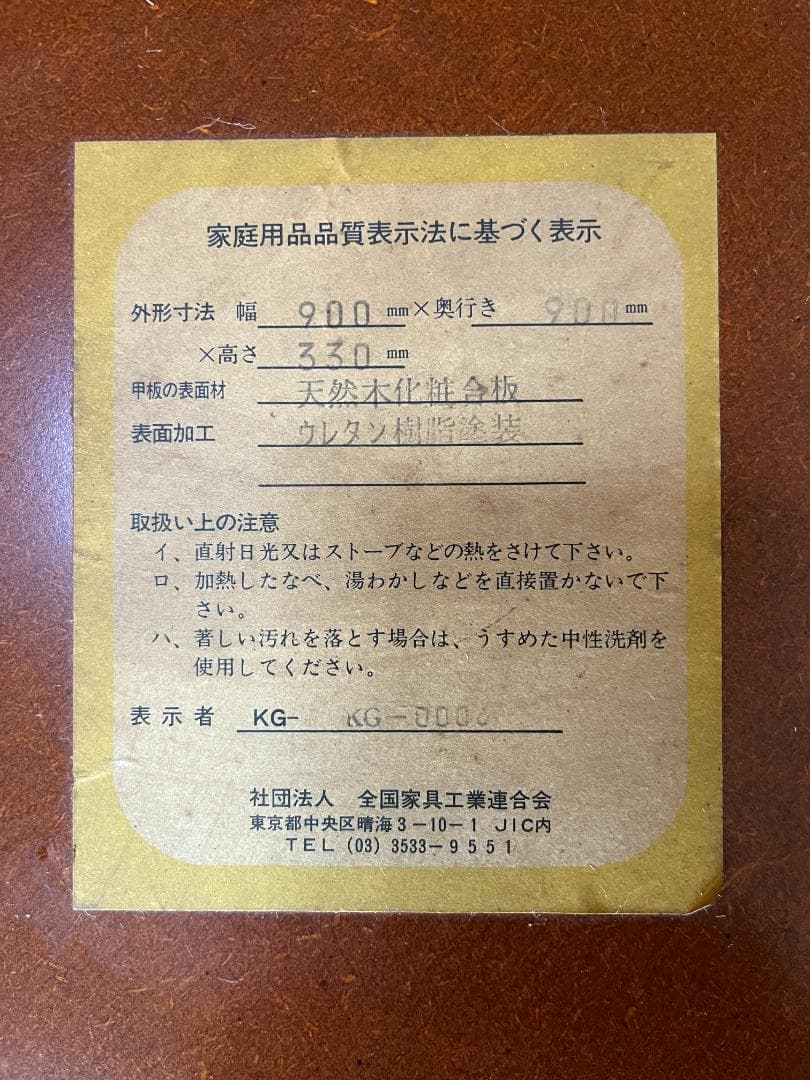 家庭用品品質表示法に基づく表示
外形寸法 幅 900 mm×奥行き 900 mm
×高さ 330 mm
甲板の表面材 天然木化粧合板
表面加工 ウレタン樹脂塗装
取扱い上の注意
イ、直射日光又はストーブなどの熱をさけて下さい。
ロ、加熱したなべ、湯わかしなどを直接置かないで下
さい。
ハ、著しい汚れを落とす場合は、うすめた中性洗剤を
使用してください。
表示者 KG-
社団法人 全国家具工業連合会
東京都中央区晴海3-10-1 JIC内
TEL (03) 3533-9551